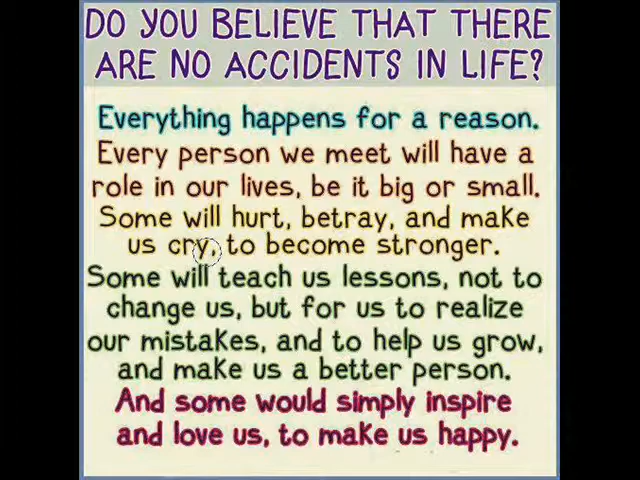 DO YOU BELIEVE THAT THERE
ARE NO ACCIDENTS IN LIFE?
Everything happens for a reason.
Every person we meet will have a
role in our lives, be it big or small.
Some will hurt, betray, and make
us cry, to become stronger.
Some will teach us lessons, not to
change us, but for us to realize
our mistakes, and to help us grow,
and make us a better person.
And some would simply inspire
and love us, to make us happy.